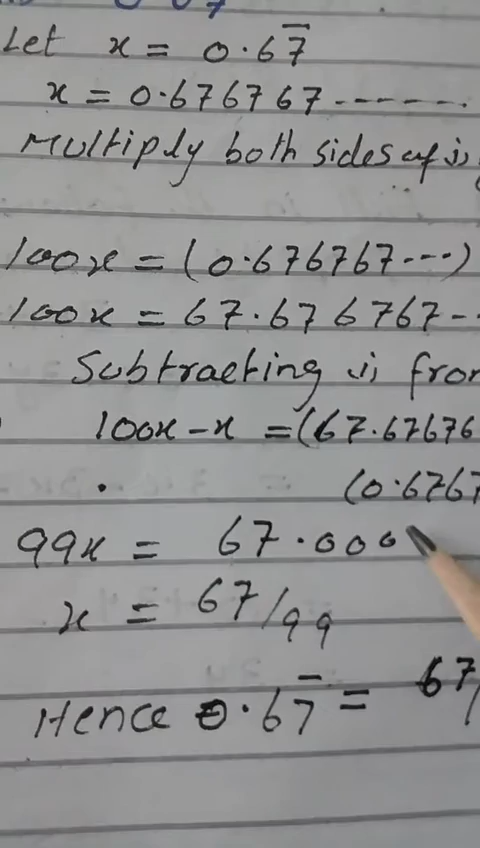 Let x = 0.67̅
x = 0.676767 -------.
Multiply both sides of i)
100x = (0.676767---)
100x = 67.676767--
Subtracting i) from
100x - x = (67.67676
(0.6767
99x = 67.000
x = 67/99
Hence 0.67̅ = 67/